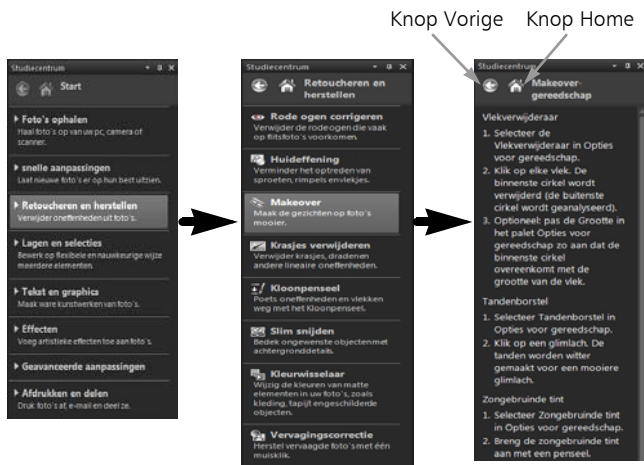 Knop Vorige Knop Home
Studiecentrum
Start
Foto's ophalen
Haal foto's op van uw pc, camera of
scanner.
snelle aanpassingen
Laat nieuwe foto's er op hun best uitzien.
Retoucheren en herstellen
Verwijder oneffenheden uit foto's.
Lagen en selecties
Bewerk op flexibele en nauwkeurige wijze
meerdere elementen.
Tekst en graphics
Maak ware kunstwerken van foto's.
Effecten
Voeg artistieke effecten toe aan foto's.
Geavanceerde aanpassingen
Afdrukken en delen
Druk foto's af, e-mail en deel ze.
Studiecentrum
Retoucheren en
herstellen
Rode ogen corrigeren
Verwijder de rode ogen die vaak
op flitsfoto's voorkomen.
Huideffening
Verminder het optreden van
sproeten, rimpels en vlekjes.
Makeover
Maak de gezichten op foto's
mooier.
Krasjes verwijderen
Verwijder krasjes, draden en
andere lineaire oneffenheden.
Kloonpenseel
Poets oneffenheden en vlekken
weg met het Kloonpenseel.
Slim snijden
Bedek ongewenste objecten met
achtergronddetails.
Kleurwisselaar
Wijzig de kleuren van matte
elementen in uw foto's, zoals
kleding, tapijt en geschilderde
objecten.
Vervagingscorrectie
Herstel vervaagde foto's met één
muisklik.
Studiecentrum
Makeover-
gereedschap
Vlekverwijderaar
1. Selecteer de
Vlekverwijderaar in Opties
voor gereedschap.
2. Klik op elke vlek. De
binnenste cirkel wordt
verwijderd (de buitenste
cirkel wordt geanalyseerd).
3. Optioneel: pas de Grootte in
het palet Opties voor
gereedschap zo aan dat de
binnenste cirkel
overeenkomt met de
grootte van de vlek.
Tandenborstel
1. Selecteer Tandenborstel in
Opties voor gereedschap.
2. Klik op een glimlach. De
tanden worden witter
gemaakt voor een mooiere
glimlach.
Zongebruinde tint
1. Selecteer Zongebruinde tint
in Opties voor gereedschap.
2. Breng de zongebruinde tint
aan met een penseel.